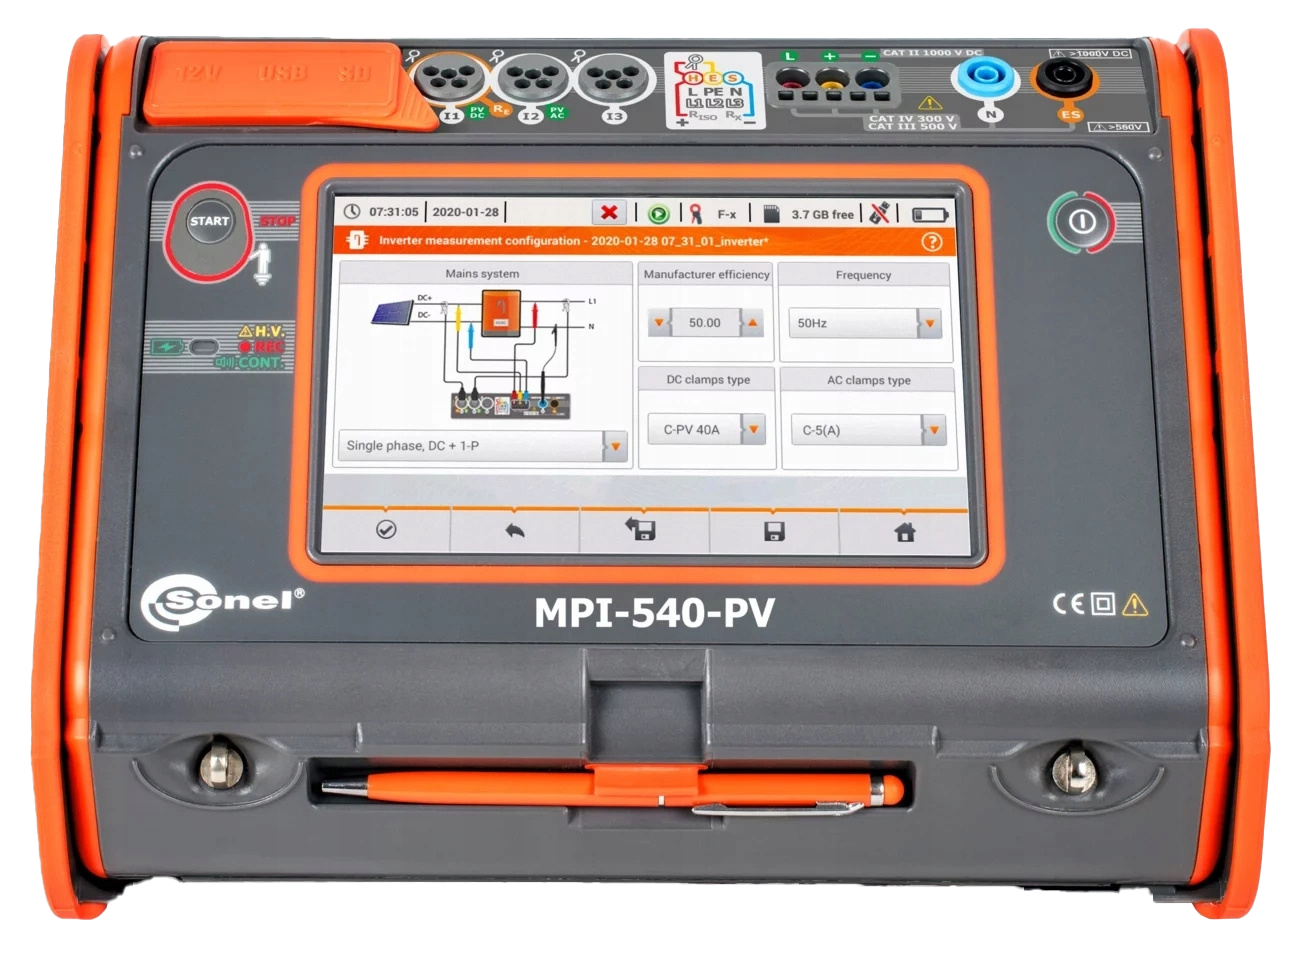 12V USB SD
I1 PV DC RE I2 PV AC I3
H E S
L PE N
L1 L2 L3
RISO RX
+ −
L + −
CAT II 1000 V DC
⚠ >1000V DC
N
ES
CAT IV 300 V
CAT III 500 V
⚠ >550V
START
STOP
H.V.
REC
CONT.
07:31:05 2020-01-28 F-x 3.7 GB free
Inverter measurement configuration - 2020-01-28 07_31_01_inverter* ?
Mains system
DC+
DC-
L1
N
Single phase, DC + 1-P
Manufacturer efficiency
50.00
Frequency
50Hz
DC clamps type
C-PV 40A
AC clamps type
C-5(A)
Sonel®
MPI-540-PV
CE